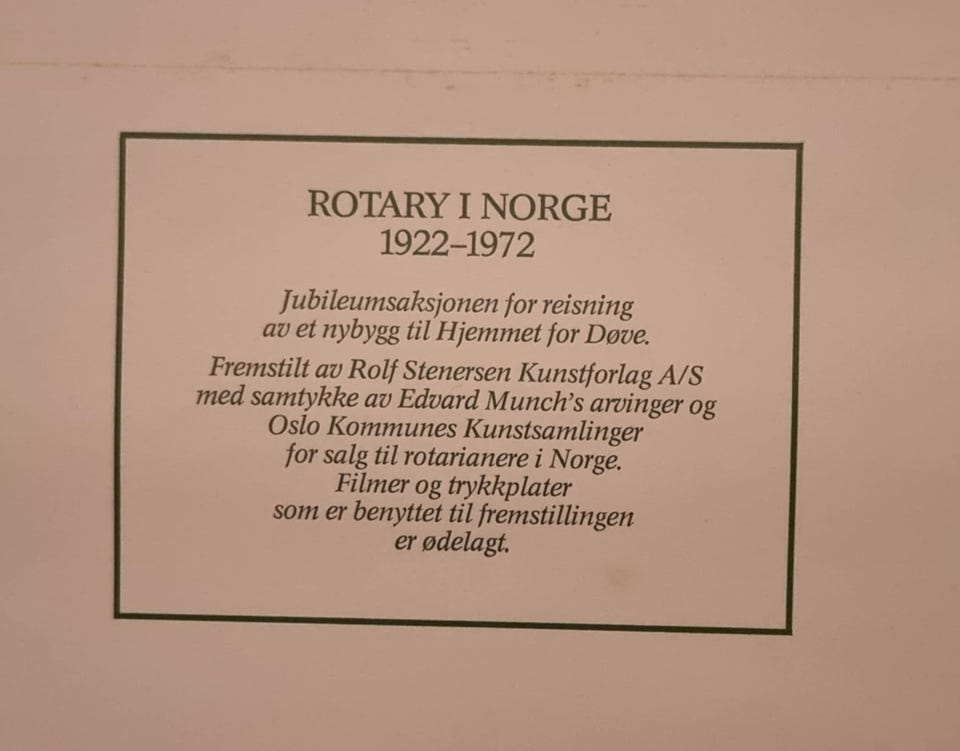 ROTARY I NORGE
1922–1972
Jubileumsaksjonen for reisning
av et nybygg til Hjemmet for Døve.
Fremstilt av Rolf Stenersen Kunstforlag A/S
med samtykke av Edvard Munch's arvinger og
Oslo Kommunes Kunstsamlinger
for salg til rotarianere i Norge.
Filmer og trykkplater
som er benyttet til fremstillingen
er ødelagt.